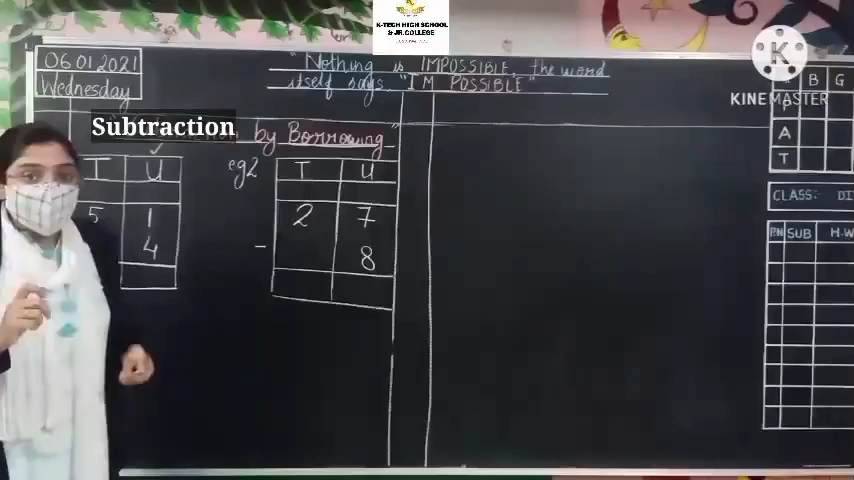 K-TECH HIGH SCHOOL
& JR.COLLEGE
06.01.2021
Wednesday
"Nothing is IMPOSSIBLE, the word
itself says "I'M POSSIBLE"
KINEMASTER
K
B G
A
T
Subtraction
by Borrowing"
T U
5 1
4
eg2
T U
2 7
- 8
CLASS: DI
P.N SUB H.W